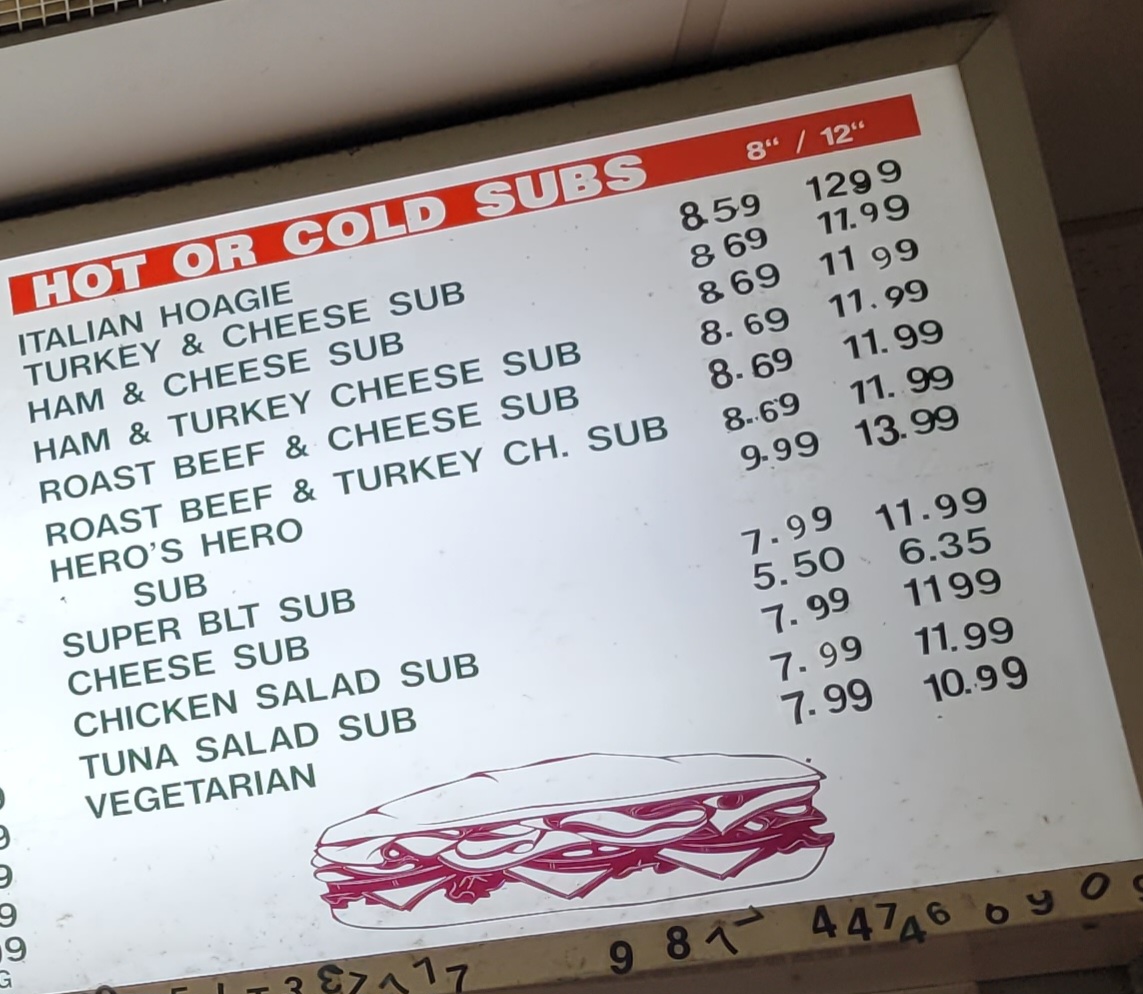 HOT OR COLD SUBS 8“ / 12“
ITALIAN HOAGIE 8.59 1299
TURKEY & CHEESE SUB 8 69 11.99
HAM & CHEESE SUB 8 69 11 99
HAM & TURKEY CHEESE SUB 8.69 11.99
ROAST BEEF & CHEESE SUB 8.69 11.99
ROAST BEEF & TURKEY CH. SUB 8.69 11.99
HERO'S HERO 9.99 13.99
SUB
SUPER BLT SUB 7.99 11.99
CHEESE SUB 5.50 6.35
CHICKEN SALAD SUB 7.99 1199
TUNA SALAD SUB 7.99 11.99
VEGETARIAN 7.99 10.99